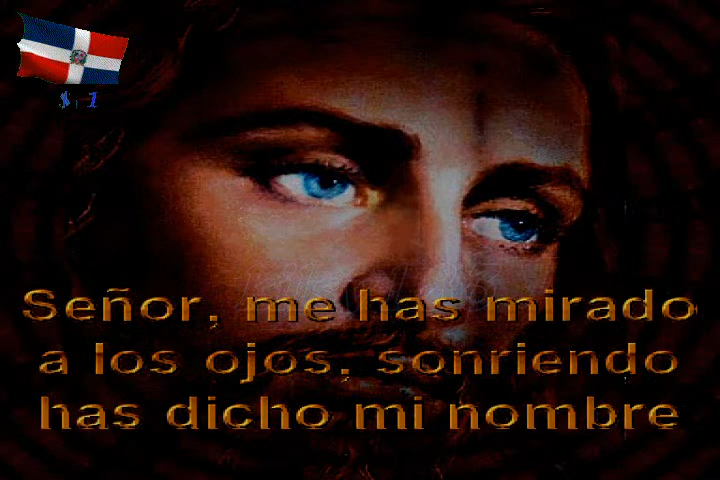 Señor, me has mirado
a los ojos, sonriendo
has dicho mi nombre